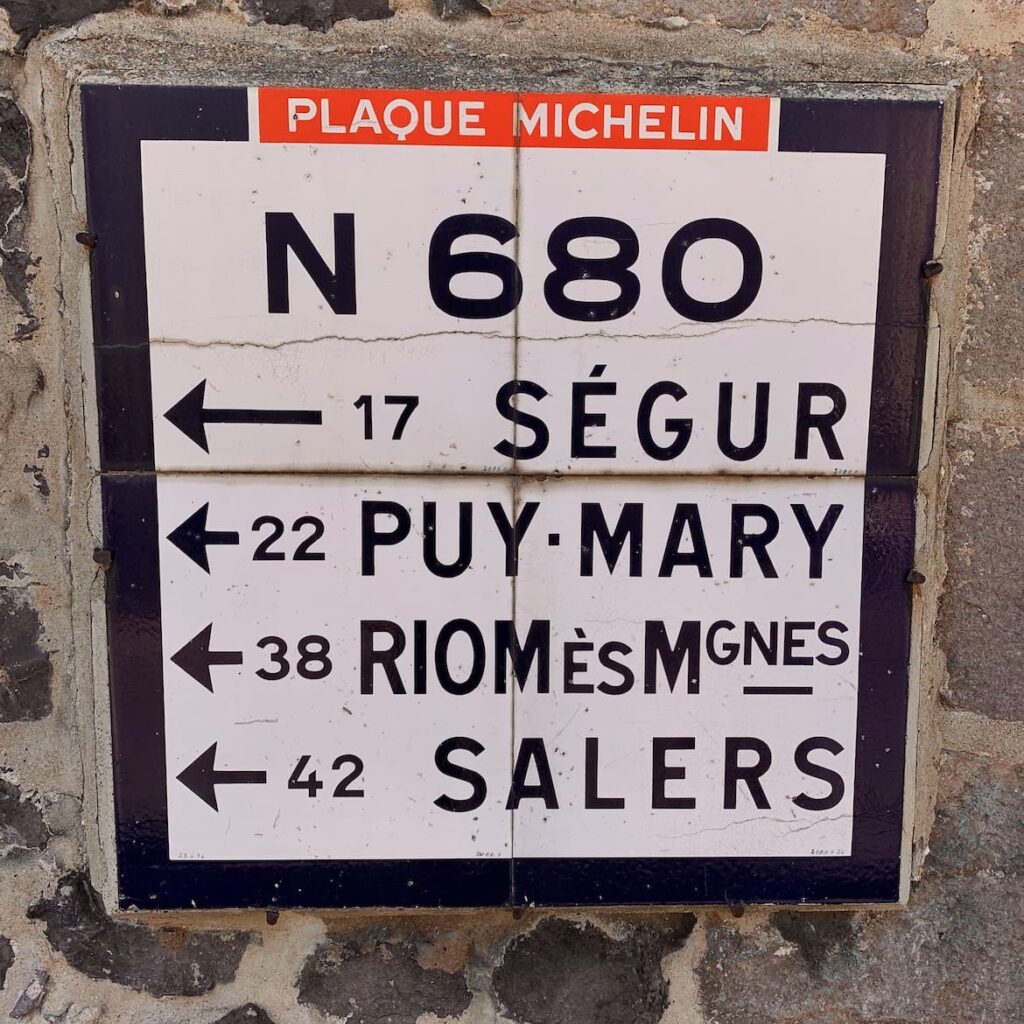 PLAQUE MICHELIN
N 680
← 17 SÉGUR
← 22 PUY·MARY
← 38 RIOM ÈS MGNES
← 42 SALERS